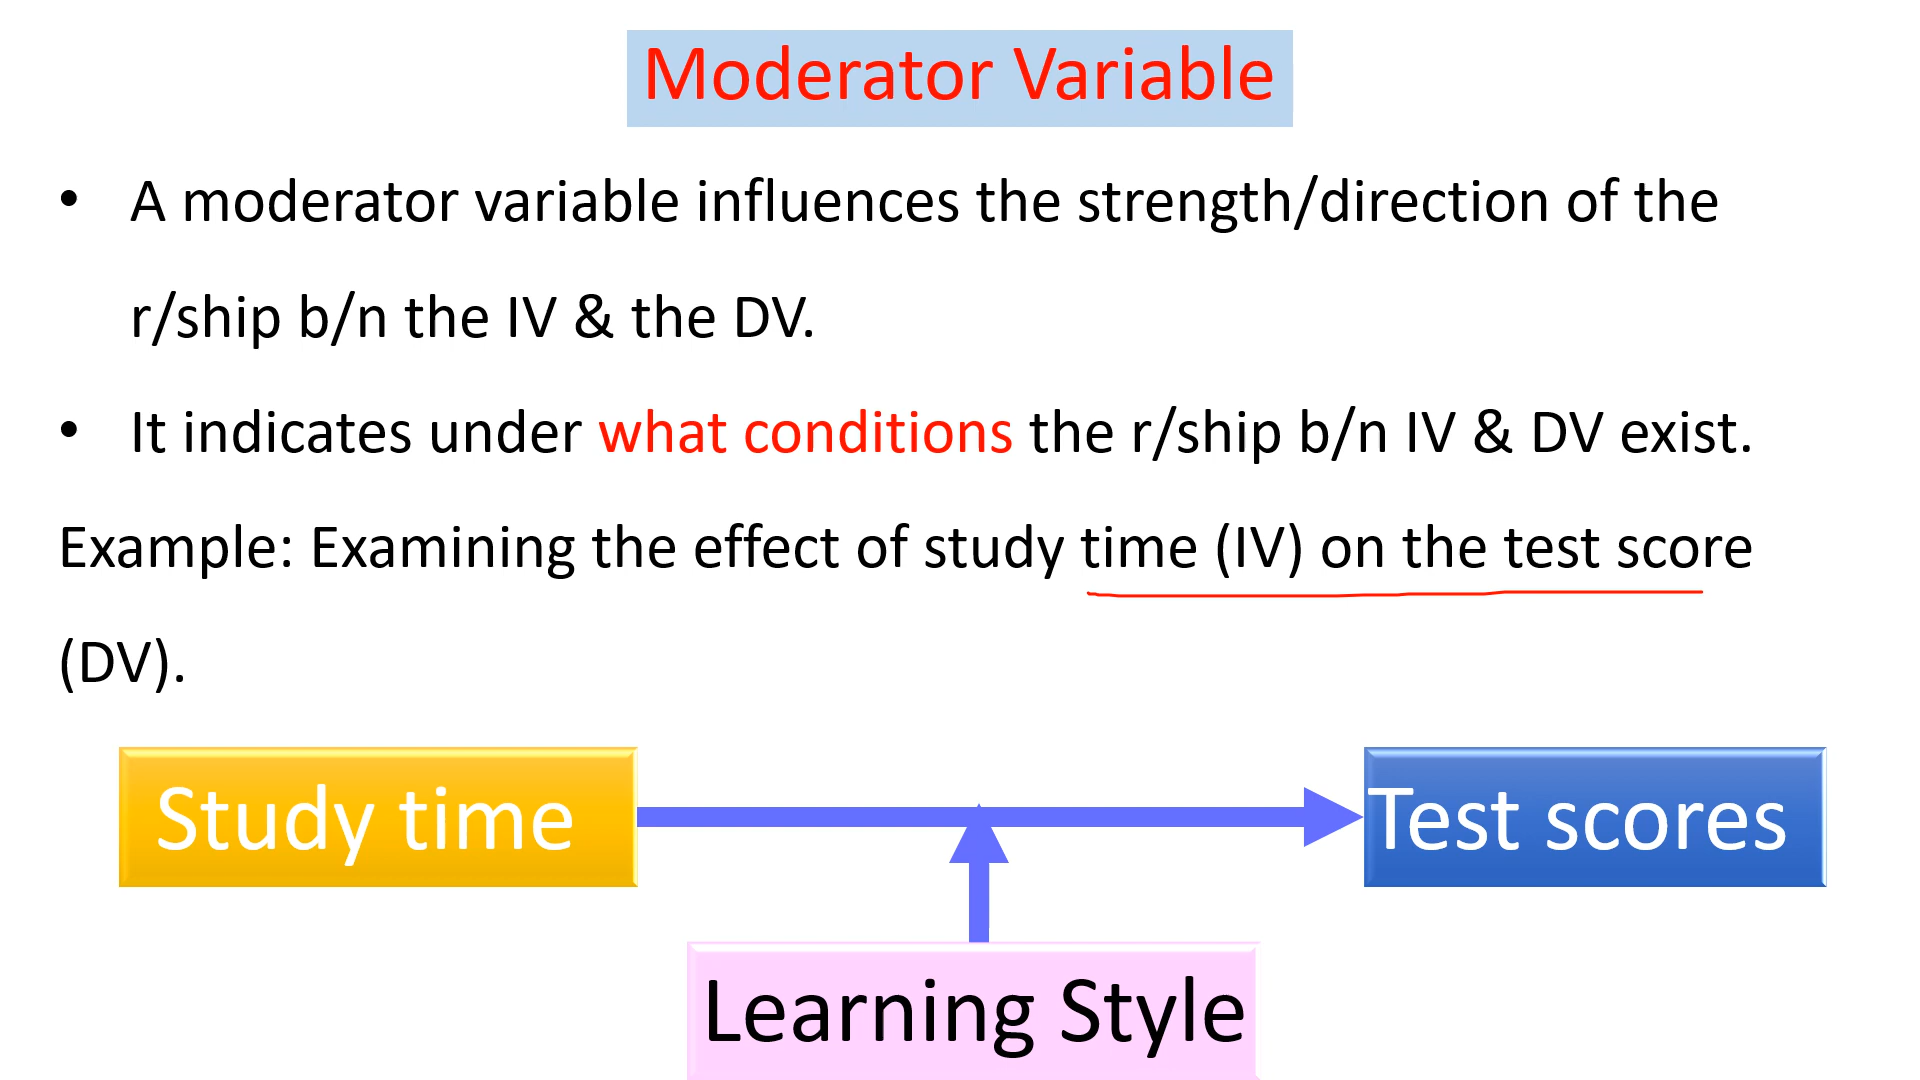 Moderator Variable
• A moderator variable influences the strength/direction of the
r/ship b/n the IV & the DV.
• It indicates under what conditions the r/ship b/n IV & DV exist.
Example: Examining the effect of study time (IV) on the test score
(DV).
Study time
Test scores
Learning Style